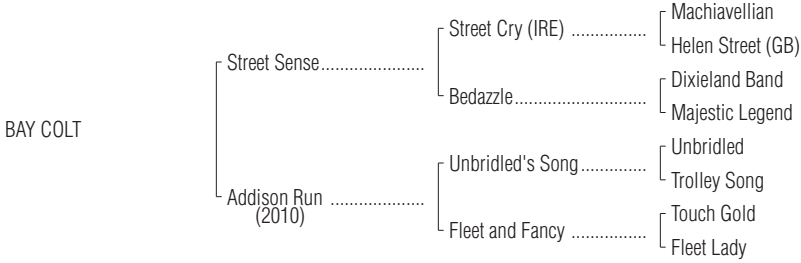 Machiavellian
Street Cry (IRE) ................
Helen Street (GB)
Street Sense......................
Dixieland Band
Bedazzle............................
Majestic Legend
BAY COLT
Unbridled
Unbridled's Song..............
Trolley Song
Addison Run ....................
(2010)
Touch Gold
Fleet and Fancy ................
Fleet Lady